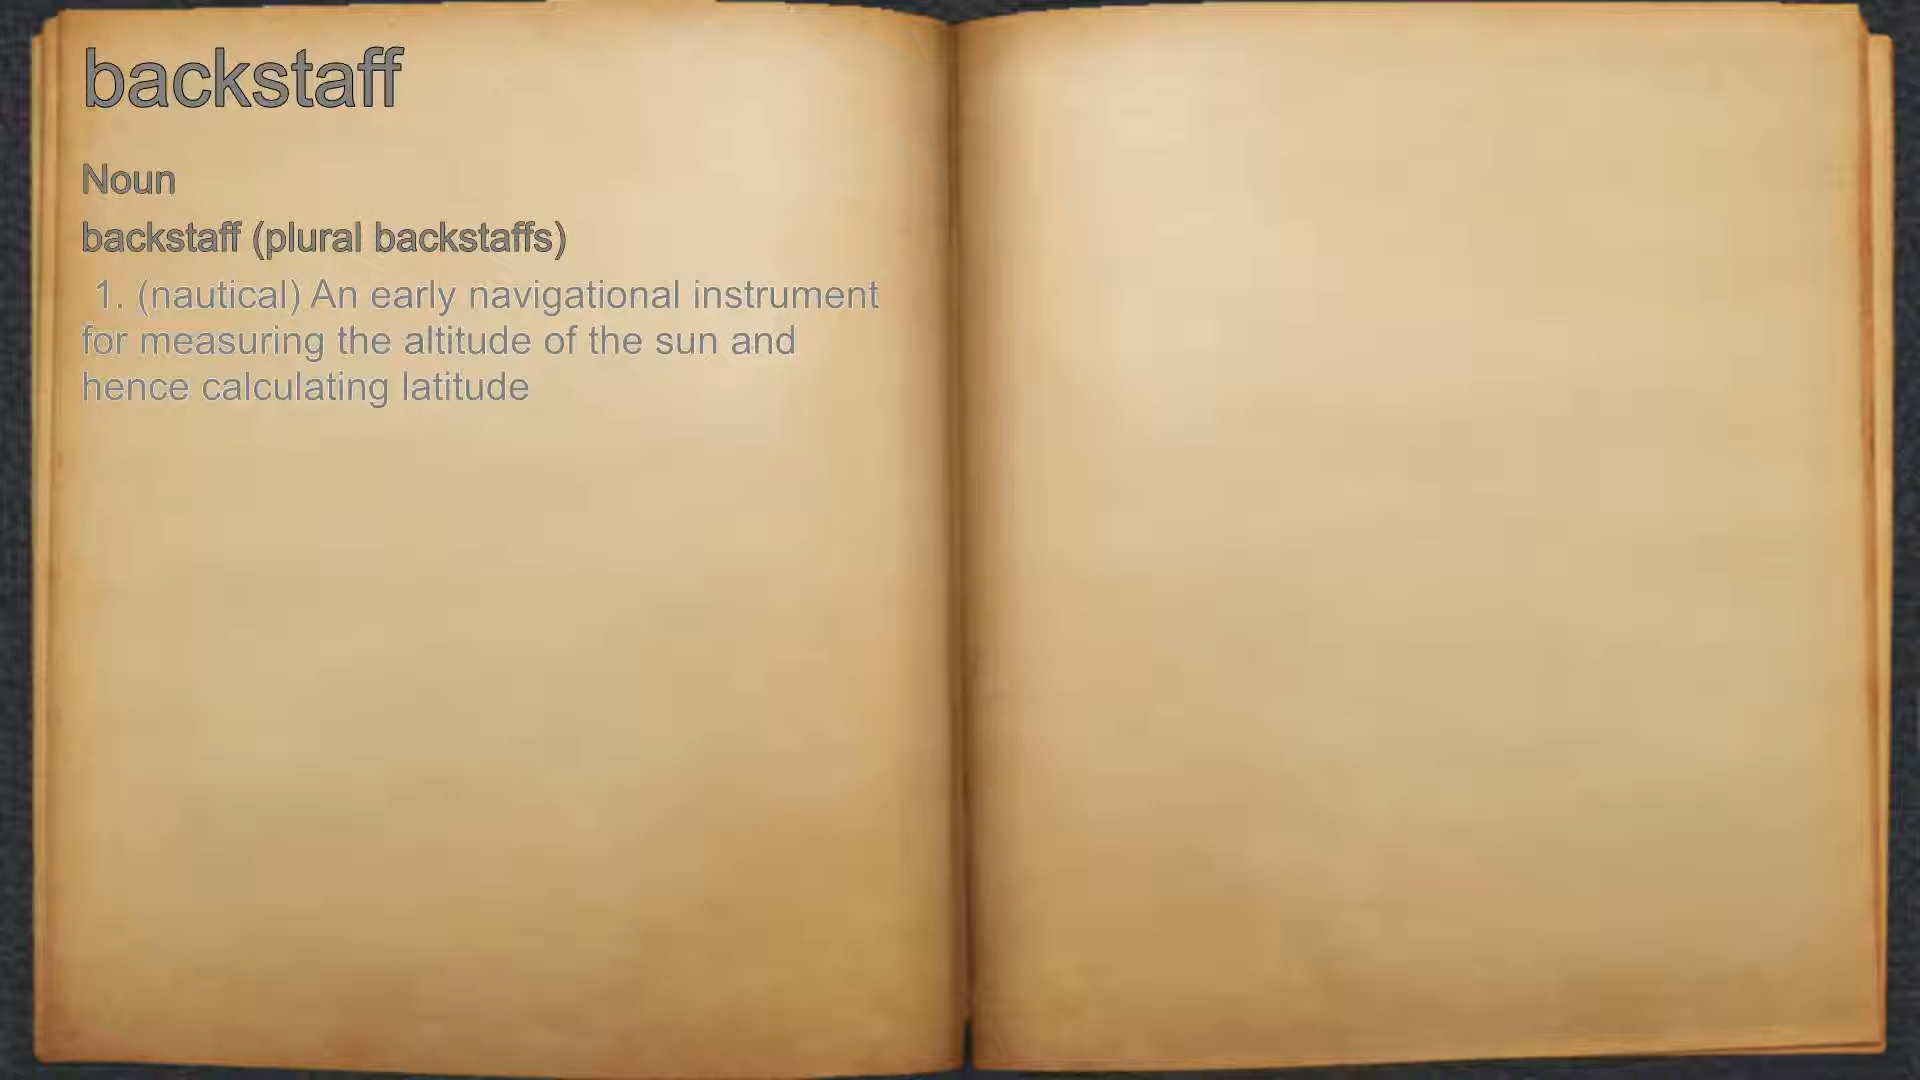 backstaff
Noun
backstaff (plural backstaffs)
1. (nautical) An early navigational instrument
for measuring the altitude of the sun and
hence calculating latitude